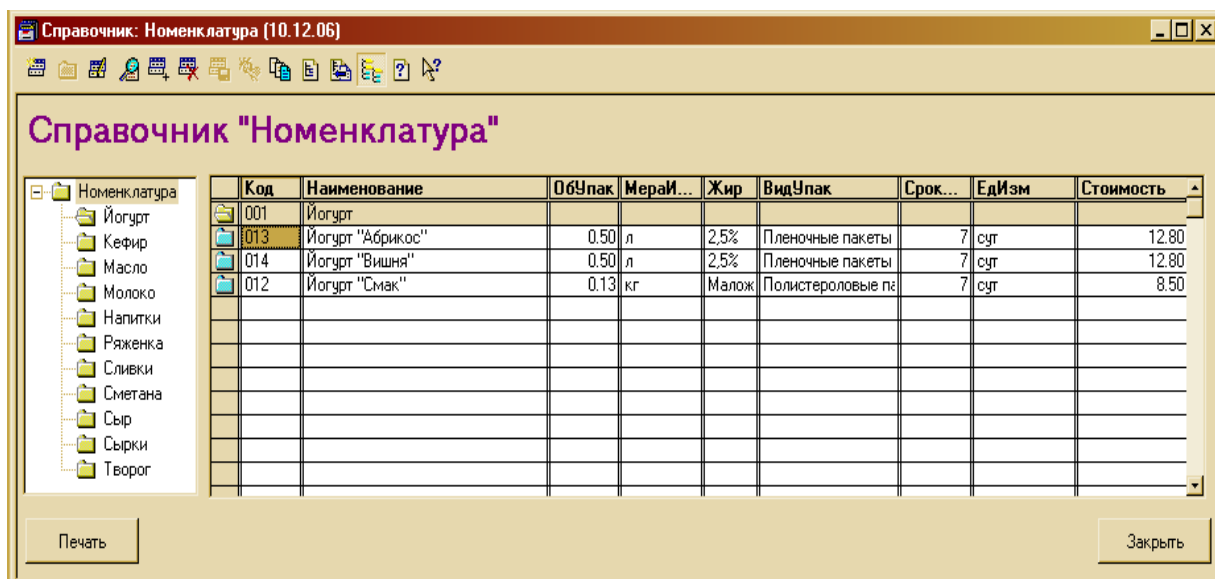 Справочник: Номенклатура (10.12.06)
Справочник "Номенклатура"
Номенклатура
Йогурт
Кефир
Масло
Молоко
Напитки
Ряженка
Сливки
Сметана
Сыр
Сырки
Творог
Код Наименование ОбУпак МераИ... Жир ВидУпак Срок... ЕдИзм Стоимость
001 Йогурт
013 Йогурт "Абрикос" 0.50 л 2,5% Пленочные пакеты 7 сут 12.80
014 Йогурт "Вишня" 0.50 л 2,5% Пленочные пакеты 7 сут 12.80
012 Йогурт "Смак" 0.13 кг Малож Полистероловые па 7 сут 8.50
Печать Закрыть